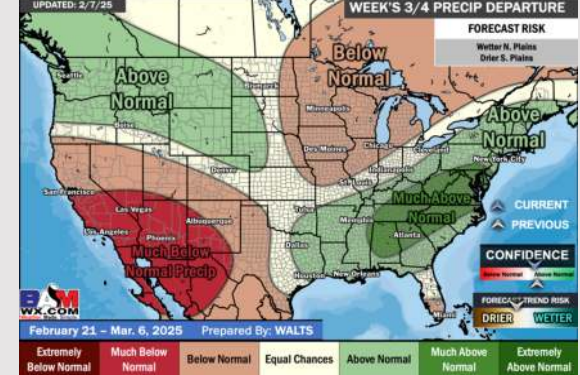 UPDATED: 2/7/25
WEEK'S 3/4 PRECIP DEPARTURE
FORECAST RISK
Wetter N. Plains
Drier S. Plains
Below
Normal
Above
Normal
Seattle
Bismarck
Minneapolis
Boise
Above
Normal
Des Moines
Chicago
Cleveland
New York City
Denver
Indianapolis
St. Louis
San Francisco
Las Vegas
Much Above
Normal
CURRENT
PREVIOUS
Los Angeles
Albuquerque
Tulsa
Memphis
Phoenix
Atlanta
Much Below
Normal Precip
Dallas
CONFIDENCE
Below Normal
Above Normal
Houston
New Orleans
FORECAST TREND RISK
DRIER
WETTER
Miami
BAM
WX.COM
February 21 – Mar. 6, 2025
Prepared By: WALTS
Extremely
Below Normal
Much Below
Normal
Below Normal
Equal Chances
Above Normal
Much Above
Normal
Extremely
Above Normal